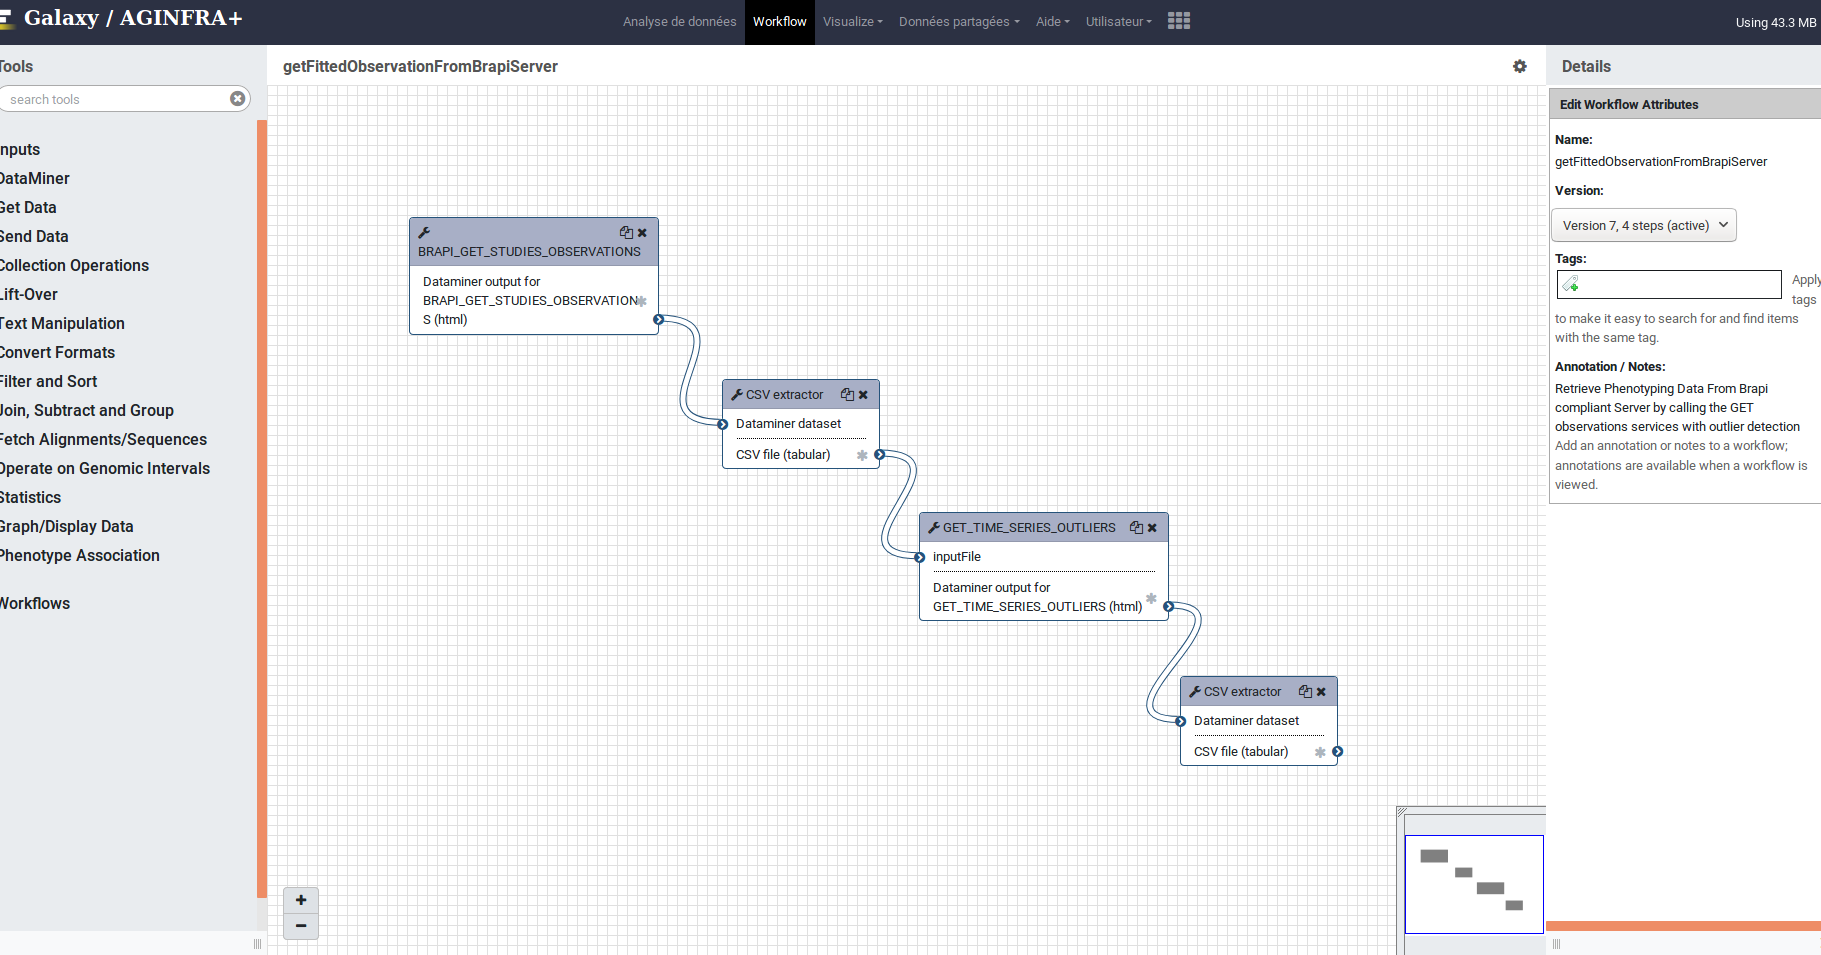 Galaxy / AGINFRA+
Analyse de données Workflow Visualize Données partagées Aide Utilisateur
Using 43.3 MB
Tools
search tools
nputs
DataMiner
Get Data
Send Data
Collection Operations
Lift-Over
Text Manipulation
Convert Formats
Filter and Sort
Join, Subtract and Group
Fetch Alignments/Sequences
Operate on Genomic Intervals
Statistics
Graph/Display Data
Phenotype Association
Workflows
getFittedObservationFromBrapiServer
BRAPI_GET_STUDIES_OBSERVATIONS
Dataminer output for
BRAPI_GET_STUDIES_OBSERVATION
S (html)
CSV extractor
Dataminer dataset
CSV file (tabular)
GET_TIME_SERIES_OUTLIERS
inputFile
Dataminer output for
GET_TIME_SERIES_OUTLIERS (html)
CSV extractor
Dataminer dataset
CSV file (tabular)
Details
Edit Workflow Attributes
Name:
getFittedObservationFromBrapiServer
Version:
Version 7, 4 steps (active)
Tags:
Apply
tags
to make it easy to search for and find items
with the same tag.
Annotation / Notes:
Retrieve Phenotyping Data From Brapi
compliant Server by calling the GET
observations services with outlier detection
Add an annotation or notes to a workflow;
annotations are available when a workflow is
viewed.